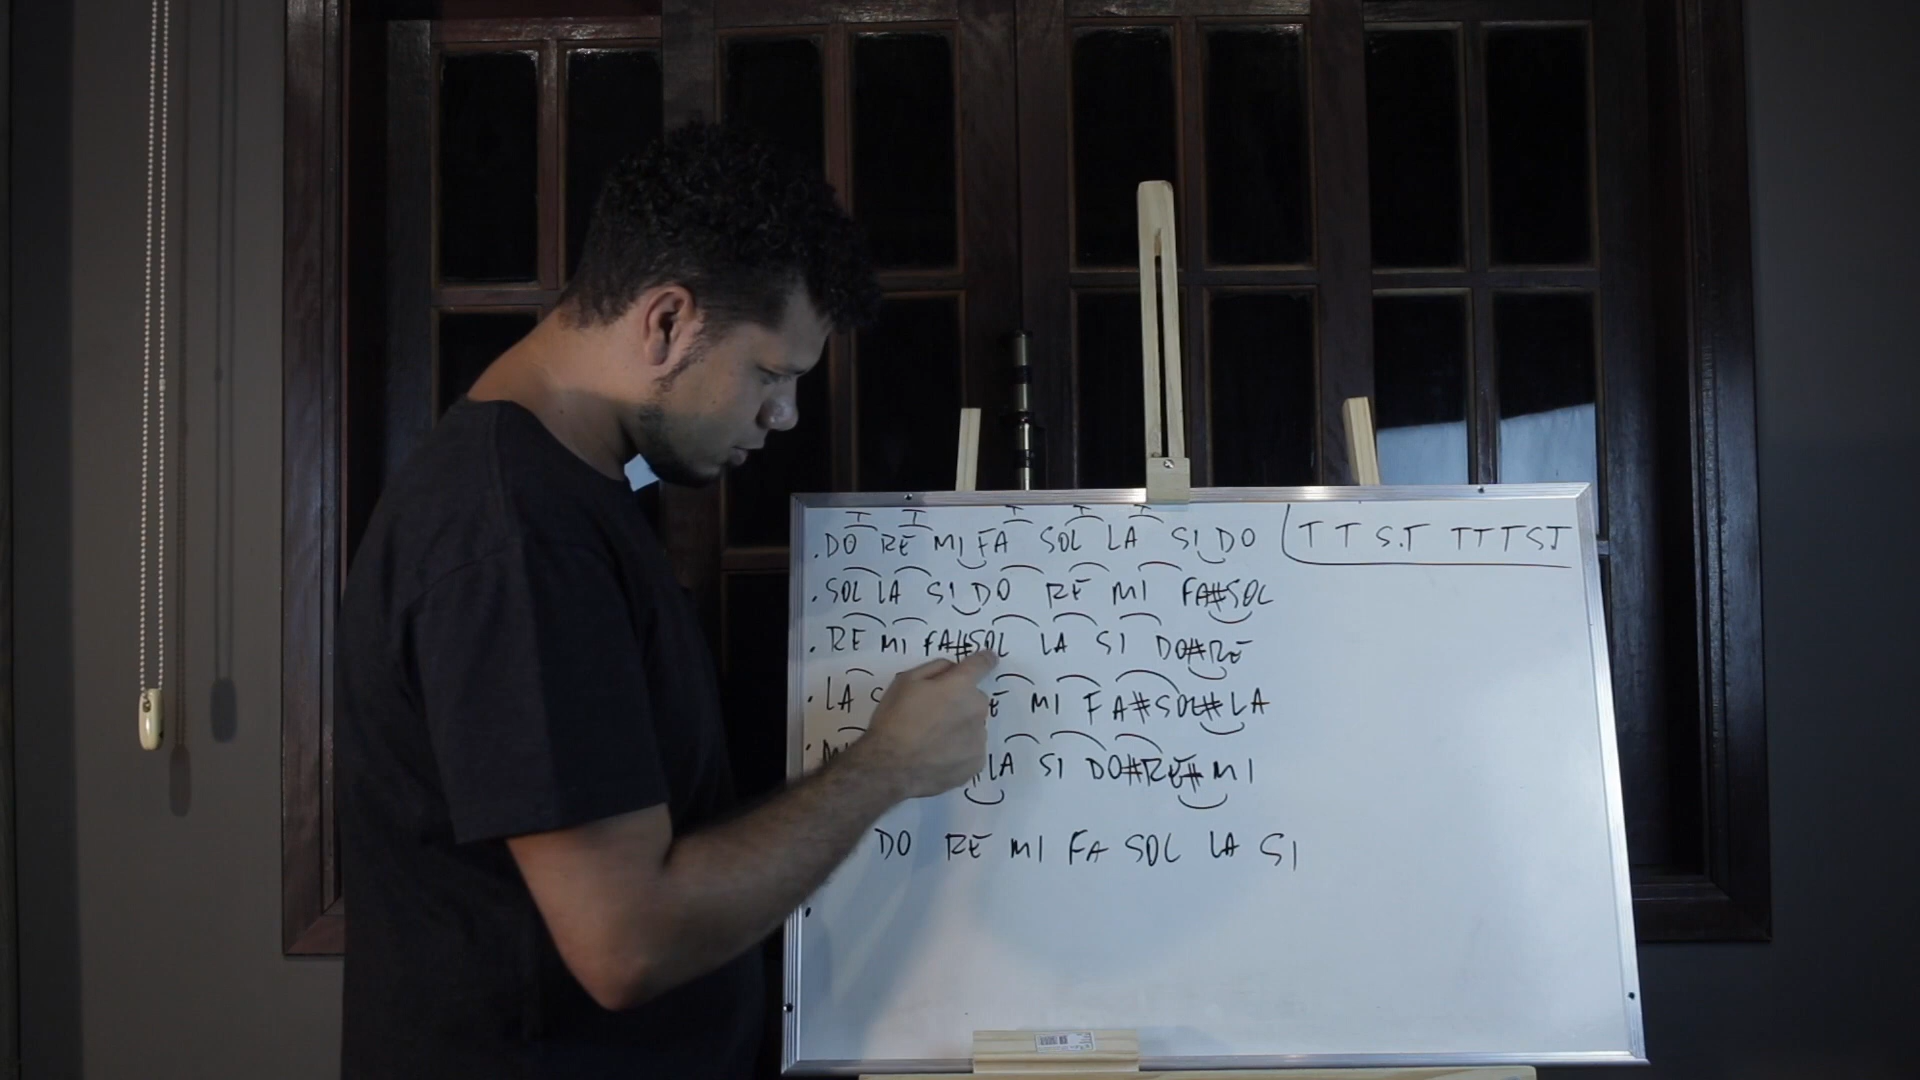 T T T T T
.DO RE MI FA SOL LA SI DO T T S.T T T T ST
.SOL LA SI DO RE MI FA# SOL
.RE MI FA# SOL LA SI DO# RE
.LA MI FA# SOL# LA
LA SI DO# RE# MI
DO RE MI FA SOL LA SI